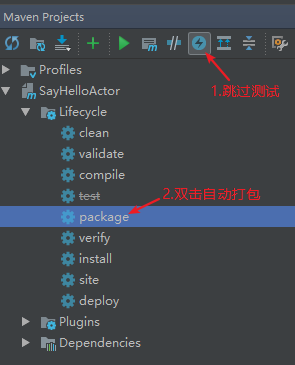 Maven Projects
1.跳过测试
Profiles
SayHelloActor
Lifecycle
clean
validate
compile
test
2.双击自动打包
package
verify
install
site
deploy
Plugins
Dependencies